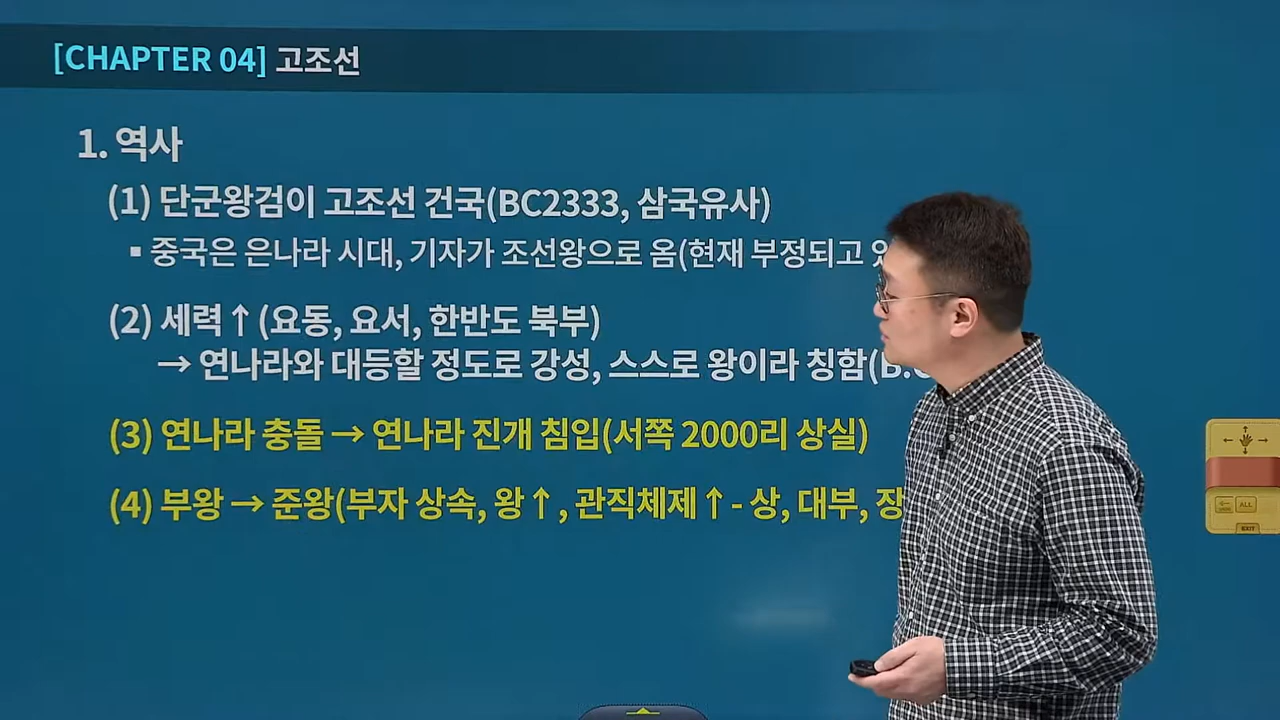 [CHAPTER 04] 고조선
1. 역사
(1) 단군왕검이 고조선 건국(BC2333, 삼국유사)
▪ 중국은 은나라 시대, 기자가 조선왕으로 옴(현재 부정되고
(2) 세력↑(요동, 요서, 한반도 북부)
→ 연나라와 대등할 정도로 강성, 스스로 왕이라 칭함(B.C
(3) 연나라 충돌 → 연나라 진개 침입(서쪽 2000리 상실)
(4) 부왕 → 준왕(부자 상속, 왕↑, 관직체제↑- 상, 대부, 장
ALL
EXIT